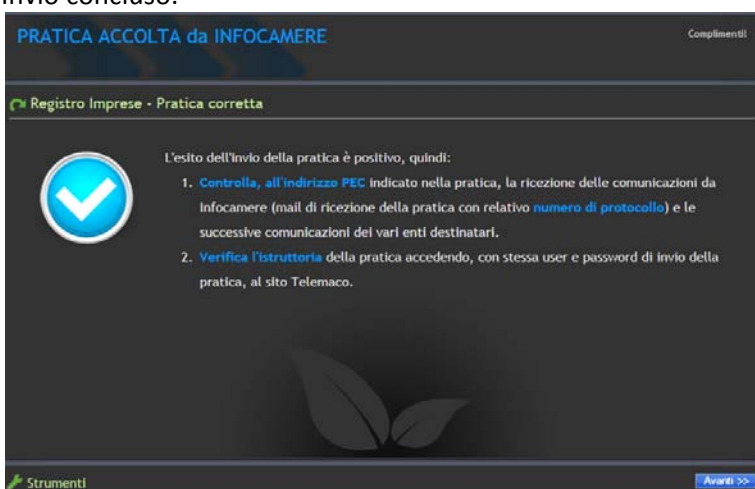 Invio concluso:
PRATICA ACCOLTA da INFOCAMERE
Complimenti!
Registro Imprese - Pratica corretta
L'esito dell'invio della pratica è positivo, quindi:
1. Controlla, all'indirizzo PEC indicato nella pratica, la ricezione delle comunicazioni da
Infocamere (mail di ricezione della pratica con relativo numero di protocollo) e le
successive comunicazioni dei vari enti destinatari.
2. Verifica l'istruttoria della pratica accedendo, con stessa user e password di invio della
pratica, al sito Telemaco.
Strumenti
Avanti >>